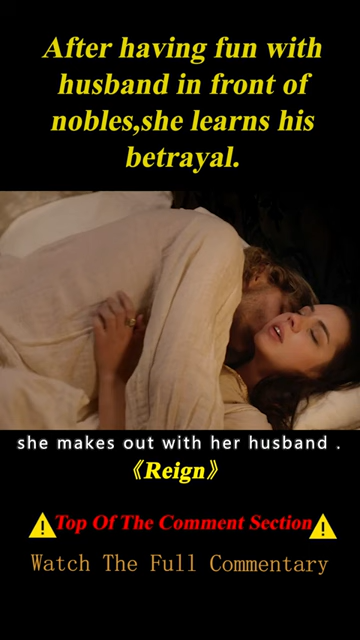 After having fun with
husband in front of
nobles,she learns his
betrayal.
she makes out with her husband .
《Reign》
Top Of The Comment Section
Watch The Full Commentary